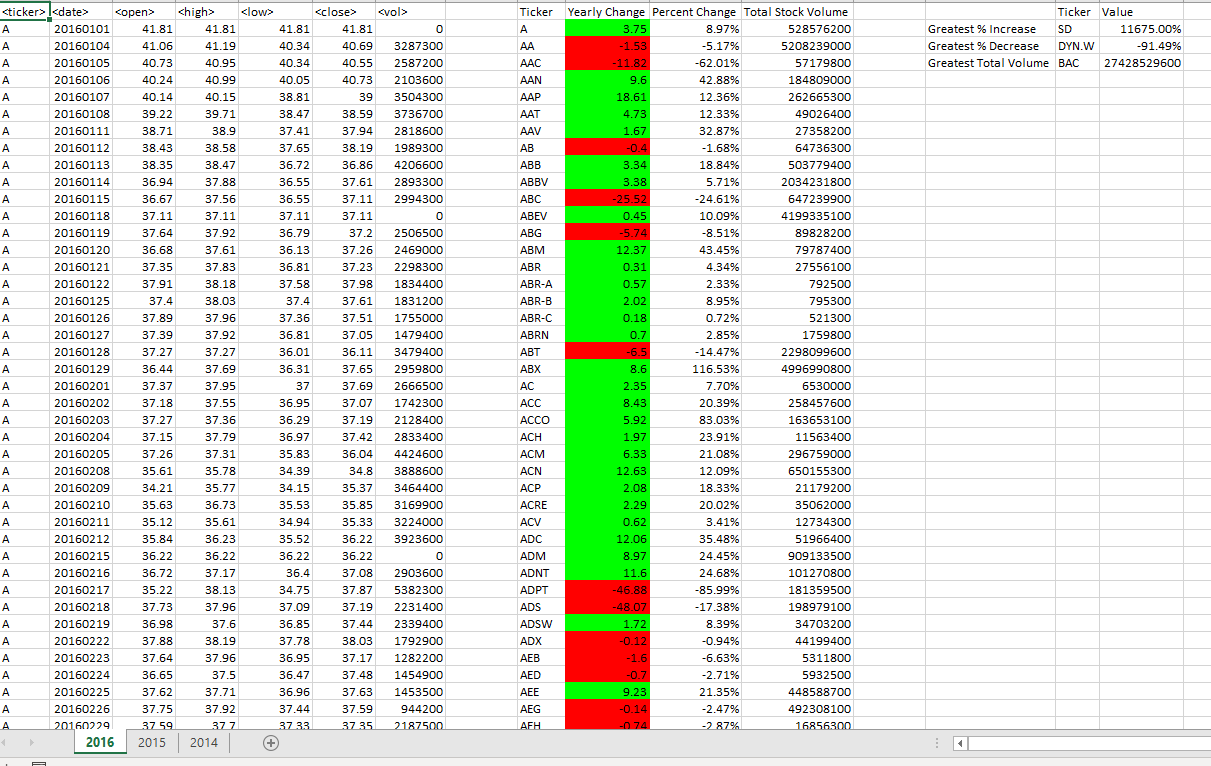 <ticker> <date> <open> <high> <low> <close> <vol> Ticker Yearly Change Percent Change Total Stock Volume Ticker Value
A 20160101 41.81 41.81 41.81 41.81 0 A 3.75 8.97% 528576200 Greatest % Increase SD 11675.00%
A 20160104 41.06 41.19 40.34 40.69 3287300 AA -1.53 -5.17% 5208239000 Greatest % Decrease DYN.W -91.49%
A 20160105 40.73 40.95 40.34 40.55 2587200 AAC -11.82 -62.01% 57179800 Greatest Total Volume BAC 27428529600
A 20160106 40.24 40.99 40.05 40.73 2103600 AAN 9.6 42.88% 184809000
A 20160107 40.14 40.15 38.81 39 3504300 AAP 18.61 12.36% 262665300
A 20160108 39.22 39.71 38.47 38.59 3736700 AAT 4.73 12.33% 49026400
A 20160111 38.71 38.9 37.41 37.94 2818600 AAV 1.67 32.87% 27358200
A 20160112 38.43 38.58 37.65 38.19 1989300 AB -0.4 -1.68% 64736300
A 20160113 38.35 38.47 36.72 36.86 4206600 ABB 3.34 18.84% 503779400
A 20160114 36.94 37.88 36.55 37.61 2893300 ABBV 3.38 5.71% 2034231800
A 20160115 36.67 37.56 36.55 37.11 2994300 ABC -25.52 -24.61% 647239900
A 20160118 37.11 37.11 37.11 37.11 0 ABEV 0.45 10.09% 4199335100
A 20160119 37.64 37.92 36.79 37.2 2506500 ABG -5.74 -8.51% 89828200
A 20160120 36.68 37.61 36.13 37.26 2469000 ABM 12.37 43.45% 79787400
A 20160121 37.35 37.83 36.81 37.23 2298300 ABR 0.31 4.34% 27556100
A 20160122 37.91 38.18 37.58 37.98 1834400 ABR-A 0.57 2.33% 792500
A 20160125 37.4 38.03 37.4 37.61 1831200 ABR-B 2.02 8.95% 795300
A 20160126 37.89 37.96 37.36 37.51 1755000 ABR-C 0.18 0.72% 521300
A 20160127 37.39 37.92 36.81 37.05 1479400 ABRN 0.7 2.85% 1759800
A 20160128 37.27 37.27 36.01 36.11 3479400 ABT -6.5 -14.47% 2298099600
A 20160129 36.44 37.69 36.31 37.65 2959800 ABX 8.6 116.53% 4996990800
A 20160201 37.37 37.95 37 37.69 2666500 AC 2.35 7.70% 6530000
A 20160202 37.18 37.55 36.95 37.07 1742300 ACC 8.43 20.39% 258457600
A 20160203 37.27 37.36 36.29 37.19 2128400 ACCO 5.92 83.03% 163653100
A 20160204 37.15 37.79 36.97 37.42 2833400 ACH 1.97 23.91% 11563400
A 20160205 37.26 37.31 35.83 36.04 4424600 ACM 6.33 21.08% 296759000
A 20160208 35.61 35.78 34.39 34.8 3888600 ACN 12.63 12.09% 650155300
A 20160209 34.21 35.77 34.15 35.37 3464400 ACP 2.08 18.33% 21179200
A 20160210 35.63 36.73 35.53 35.85 3169900 ACRE 2.29 20.02% 35062000
A 20160211 35.12 35.61 34.94 35.33 3224000 ACV 0.62 3.41% 12734300
A 20160212 35.84 36.23 35.52 36.22 3923600 ADC 12.06 35.48% 51966400
A 20160215 36.22 36.22 36.22 36.22 0 ADM 8.97 24.45% 909133500
A 20160216 36.72 37.17 36.4 37.08 2903600 ADNT 11.6 24.68% 101270800
A 20160217 35.22 38.13 34.75 37.87 5382300 ADPT -46.88 -85.99% 181359500
A 20160218 37.73 37.96 37.09 37.19 2231400 ADS -48.07 -17.38% 198979100
A 20160219 36.98 37.6 36.85 37.44 2339400 ADSW 1.72 8.39% 34703200
A 20160222 37.88 38.19 37.78 38.03 1792900 ADX -0.12 -0.94% 44199400
A 20160223 37.64 37.96 36.95 37.17 1282200 AEB -1.6 -6.63% 5311800
A 20160224 36.65 37.5 36.47 37.48 1454900 AED -0.7 -2.71% 5932500
A 20160225 37.62 37.71 36.96 37.63 1453500 AEE 9.23 21.35% 448588700
A 20160226 37.75 37.92 37.44 37.59 944200 AEG -0.14 -2.47% 492308100
A 20160229 37.59 37.7 37.33 37.35 2187500 AEH -0.74 -2.87% 16856300
2016 2015 2014